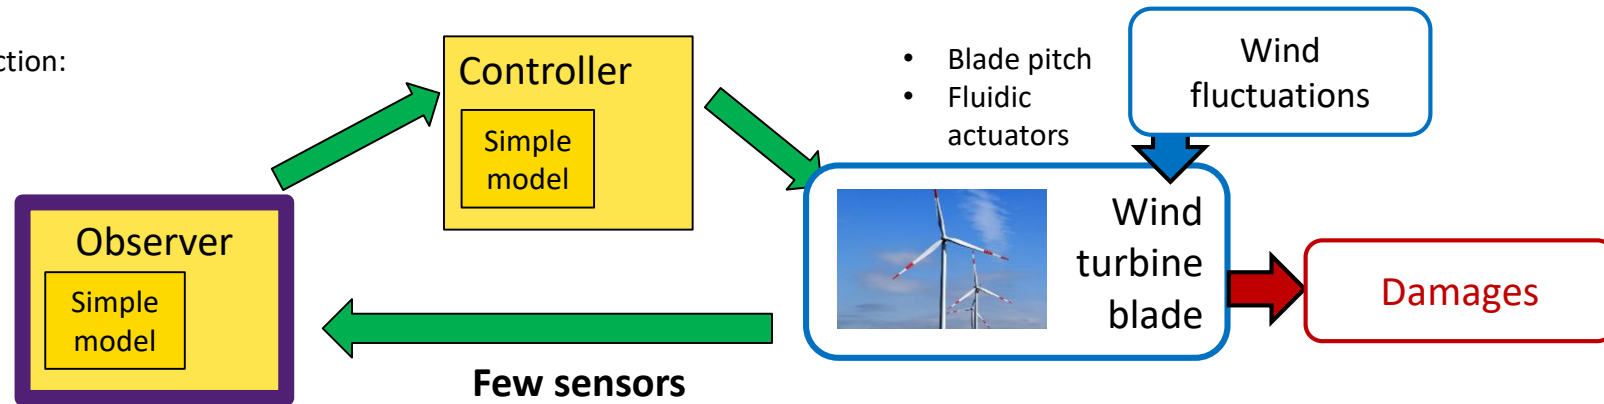 ction:
Controller
Simple
model
• Blade pitch
• Fluidic
actuators
Wind
fluctuations
Observer
Simple
model
Wind
turbine
blade
Damages
Few sensors